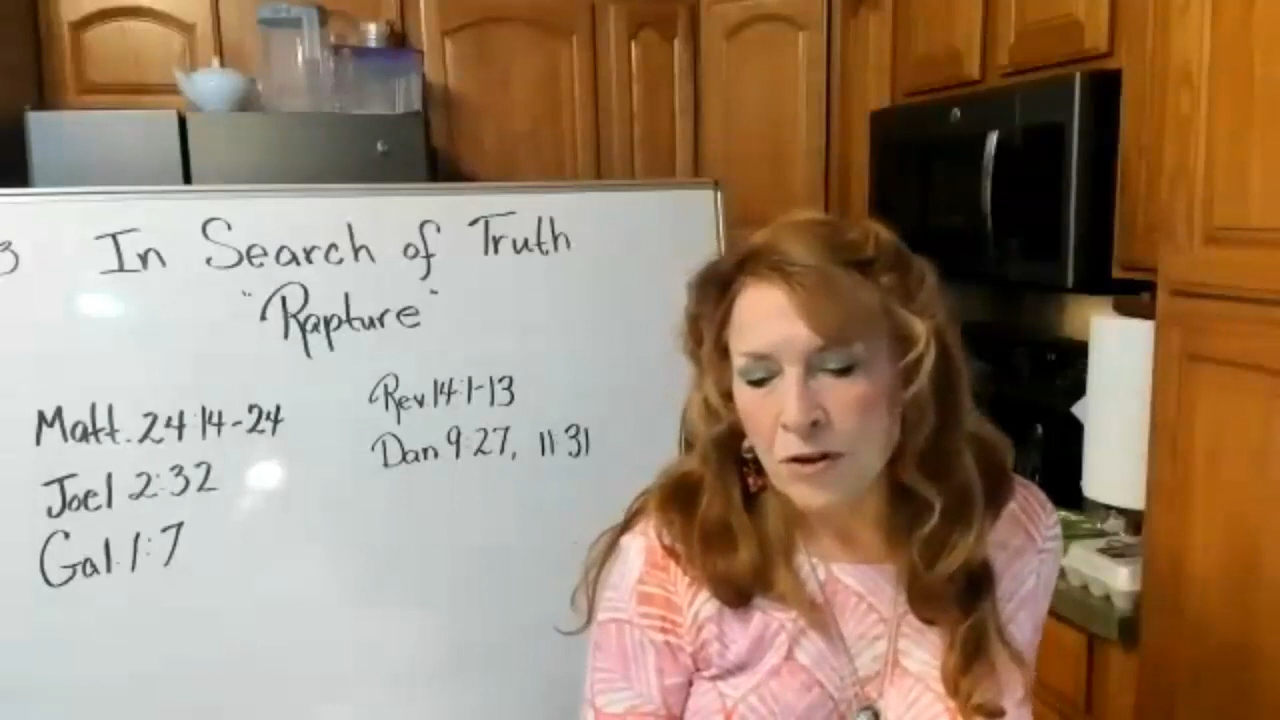 3 In Search of Truth
"Rapture"
Matt. 24:14-24
Joel 2:32
Gal. 1:7
Rev. 14:1-13
Dan 9:27, 11:31